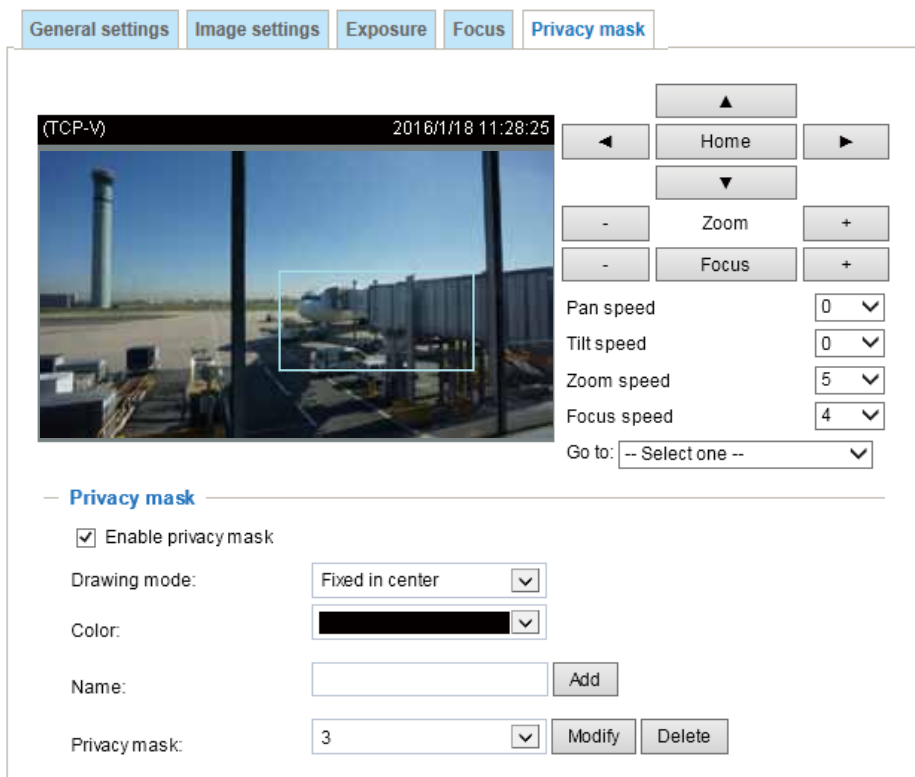 General settings Image settings Exposure Focus Privacy mask
(TCP-V) 2016/1/18 11:28:25
▲
◄ Home ►
▼
- Zoom +
- Focus +
Pan speed 0
Tilt speed 0
Zoom speed 5
Focus speed 4
Go to: -- Select one --
Privacy mask
Enable privacy mask
Drawing mode: Fixed in center
Color:
Name: Add
Privacy mask: 3 Modify Delete